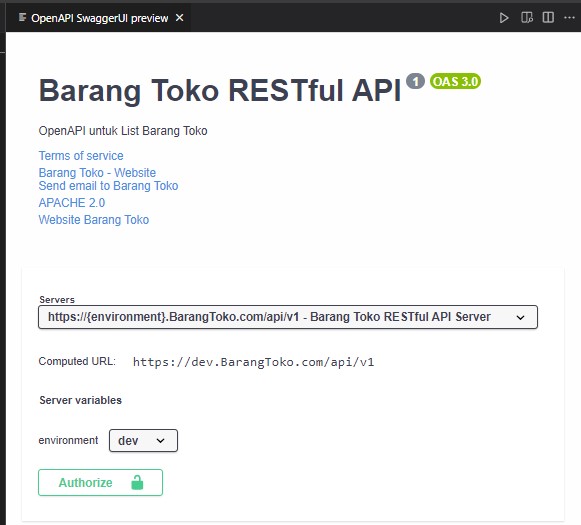 OpenAPI SwaggerUI preview
Barang Toko RESTful API 1 OAS 3.0
OpenAPI untuk List Barang Toko
Terms of service
Barang Toko - Website
Send email to Barang Toko
APACHE 2.0
Website Barang Toko
Servers
https://{environment}.BarangToko.com/api/v1 - Barang Toko RESTful API Server
Computed URL: https://dev.BarangToko.com/api/v1
Server variables
environment dev
Authorize